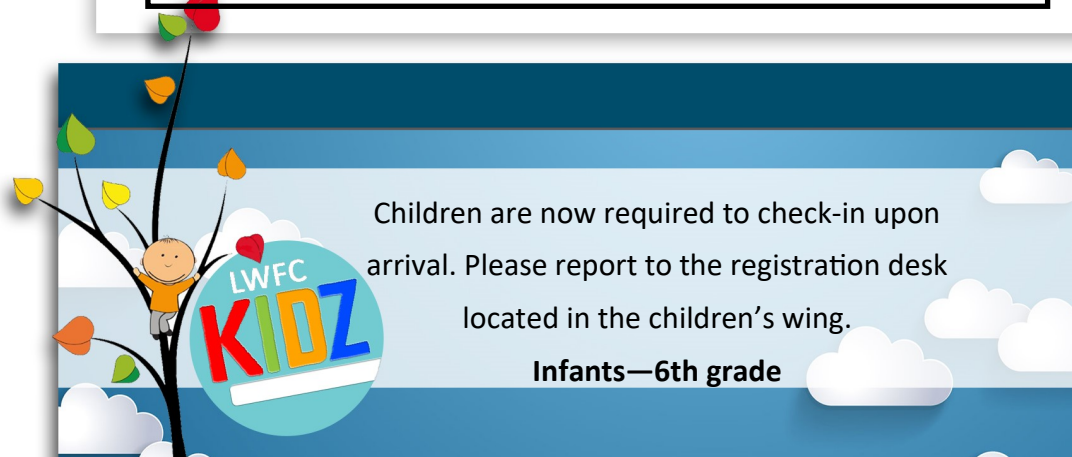 Children are now required to check-in upon
arrival. Please report to the registration desk
located in the children's wing.
Infants—6th grade
LWFC
KIDZ